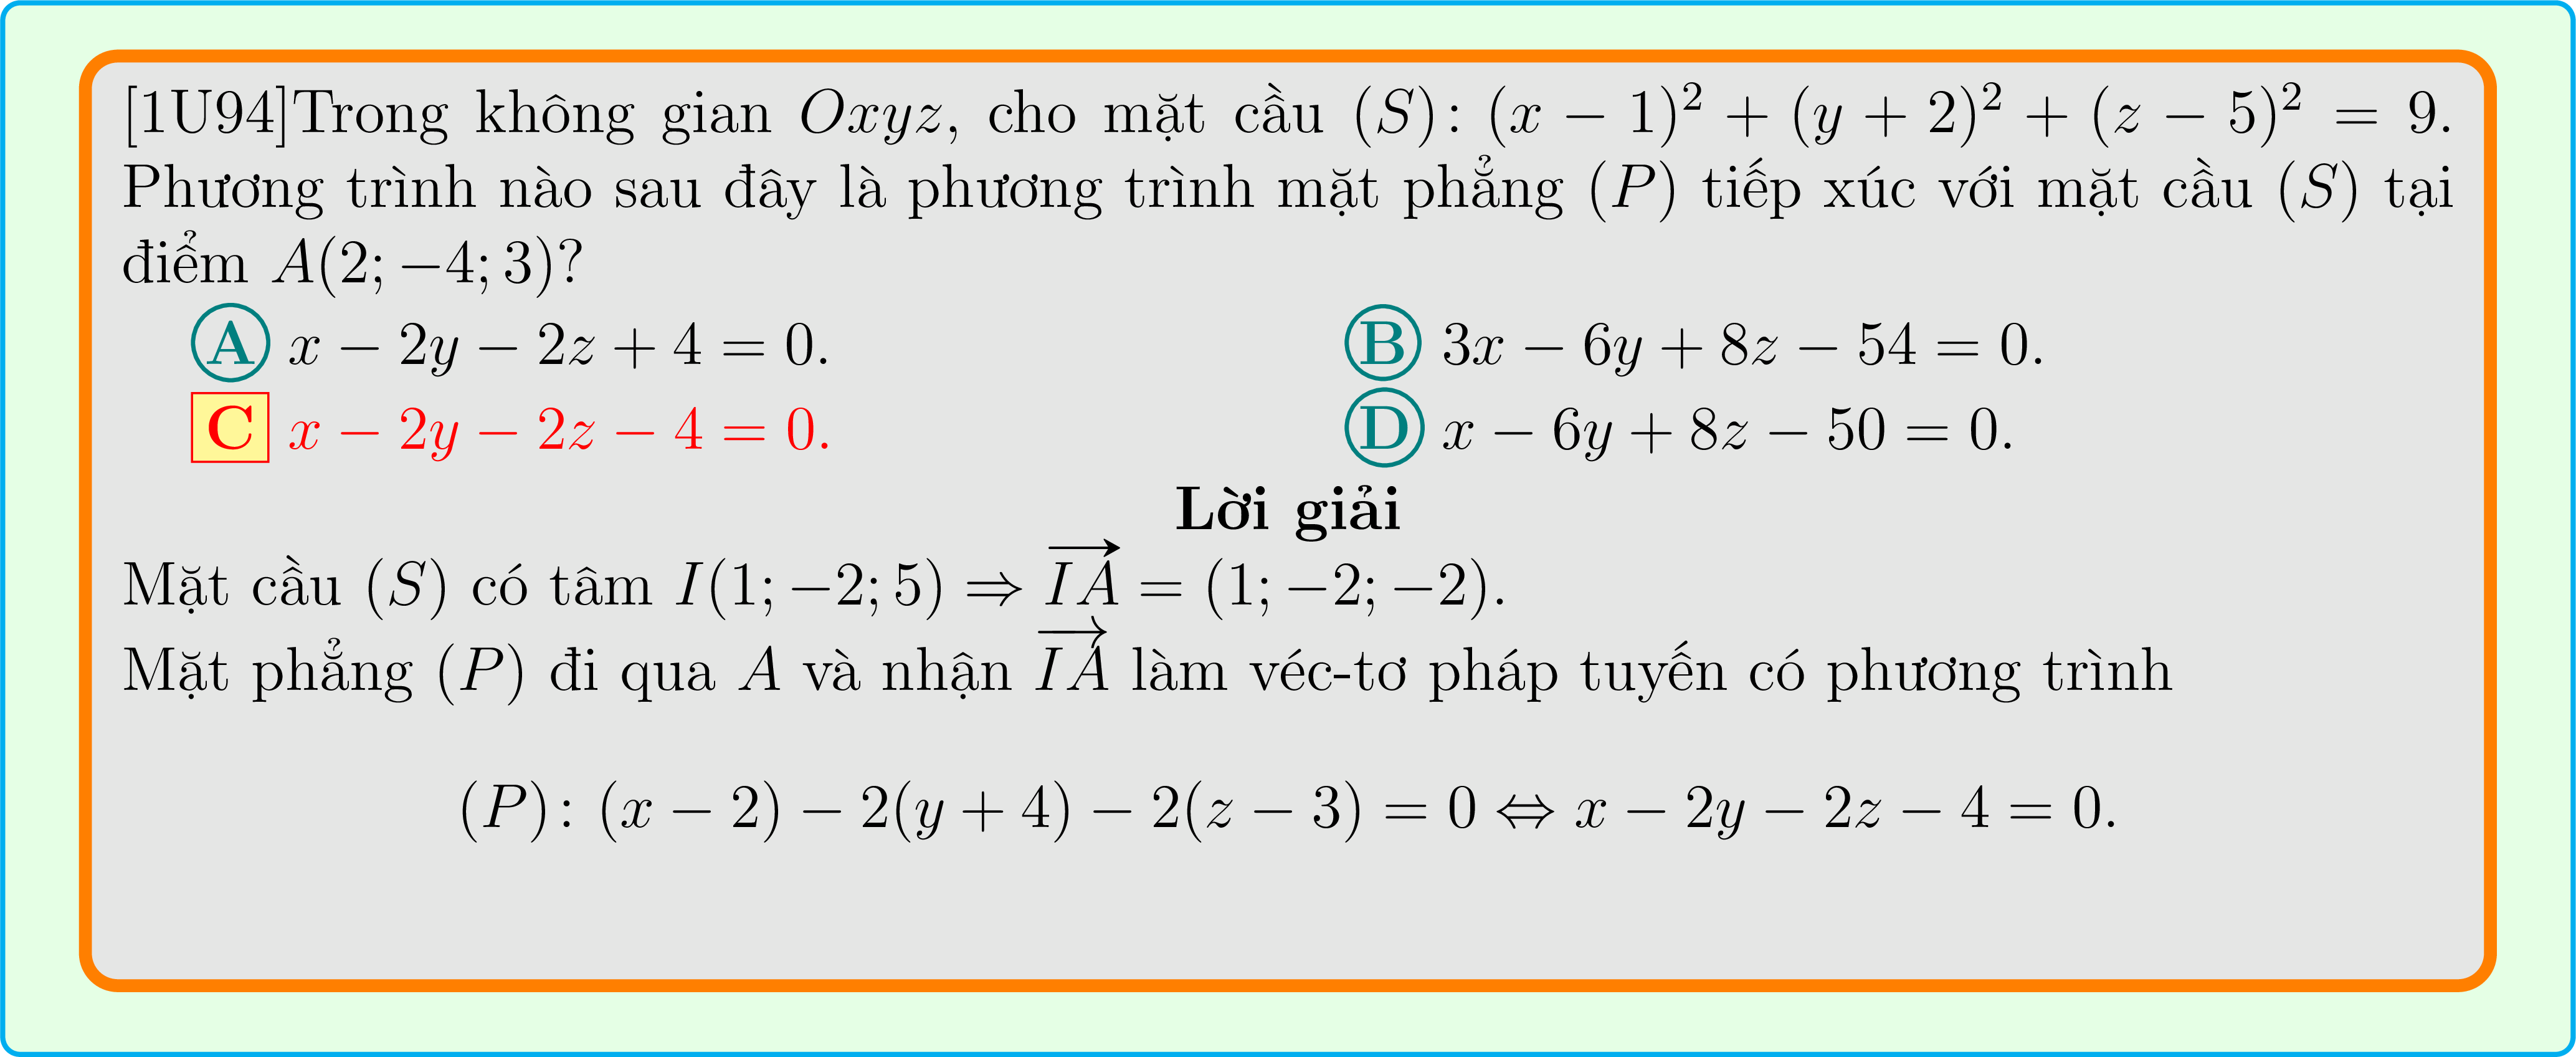 [1U94]Trong không gian Oxyz, cho mặt cầu (S): (x − 1)² + (y + 2)² + (z − 5)² = 9.
Phương trình nào sau đây là phương trình mặt phẳng (P) tiếp xúc với mặt cầu (S) tại
điểm A(2; −4; 3)?
A x − 2y − 2z + 4 = 0.
B 3x − 6y + 8z − 54 = 0.
C x − 2y − 2z − 4 = 0.
D x − 6y + 8z − 50 = 0.
Lời giải
Mặt cầu (S) có tâm I(1; −2; 5) ⇒ \overrightarrow{IA} = (1; −2; −2).
Mặt phẳng (P) đi qua A và nhận \overrightarrow{IA} làm véc-tơ pháp tuyến có phương trình
(P): (x − 2) − 2(y + 4) − 2(z − 3) = 0 ⇔ x − 2y − 2z − 4 = 0.